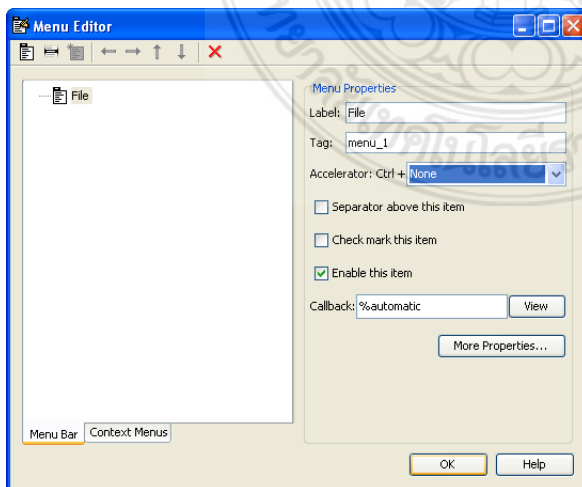 Menu Editor
File
Menu Properties
Label: File
Tag: menu_1
Accelerator: Ctrl + None
Separator above this item
Check mark this item
Enable this item
Callback: %automatic View
More Properties...
Menu Bar Context Menus
OK Help